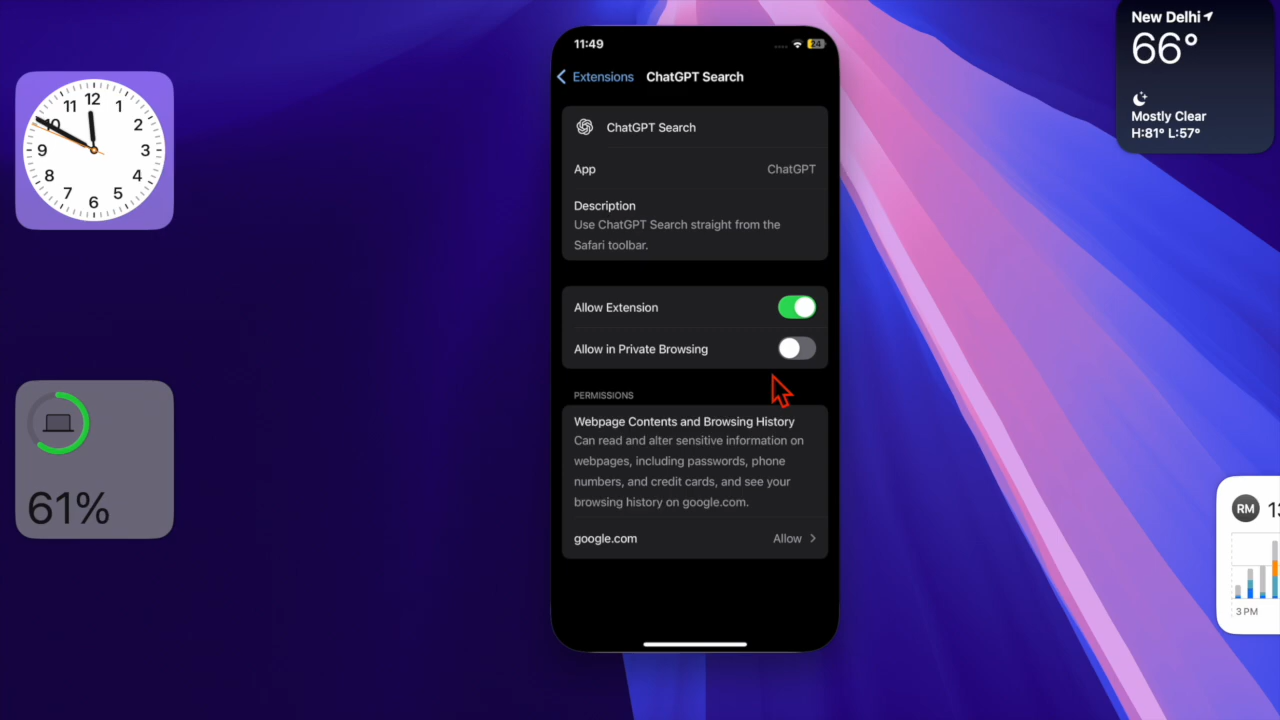 12
11
1
10
2
9
3
8
4
7
5
6
61%
11:49
24
Extensions
ChatGPT Search
ChatGPT Search
App
ChatGPT
Description
Use ChatGPT Search straight from the
Safari toolbar.
Allow Extension
Allow in Private Browsing
PERMISSIONS
Webpage Contents and Browsing History
Can read and alter sensitive information on
webpages, including passwords, phone
numbers, and credit cards, and see your
browsing history on google.com.
google.com
Allow
New Delhi
66°
Mostly Clear
H:81° L:57°
RM
3 PM